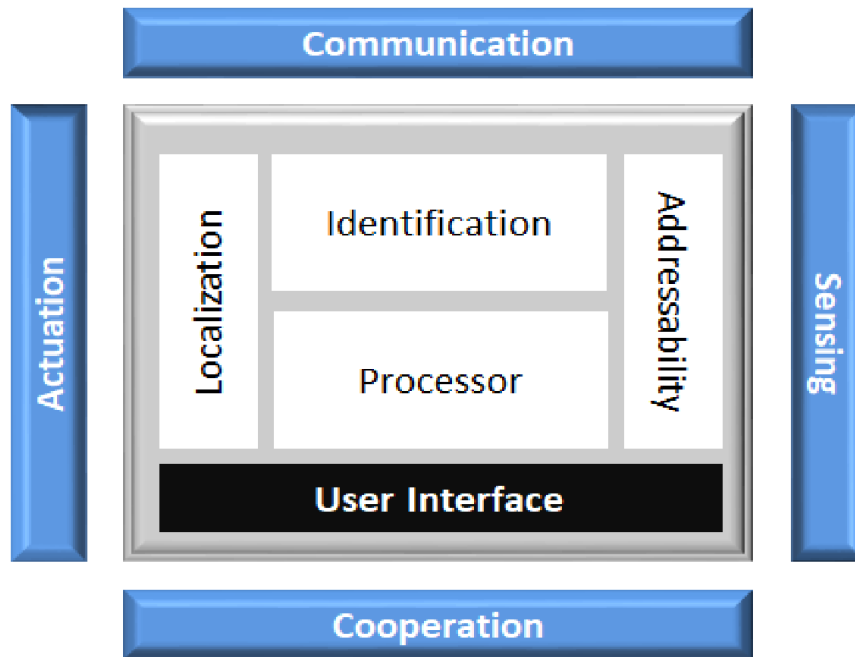 Communication
Actuation
Localization
Identification
Processor
Addressability
Sensing
User Interface
Cooperation